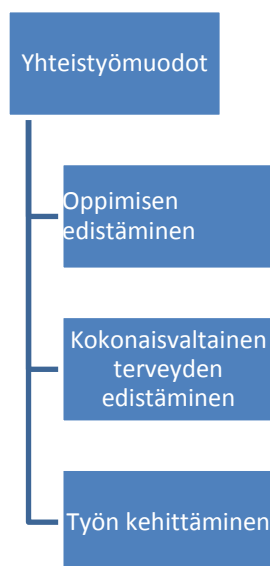 Yhteistyömuodot
Oppimisen
edistäminen
Kokonaisvaltainen
terveyden
edistäminen
Työn kehittäminen